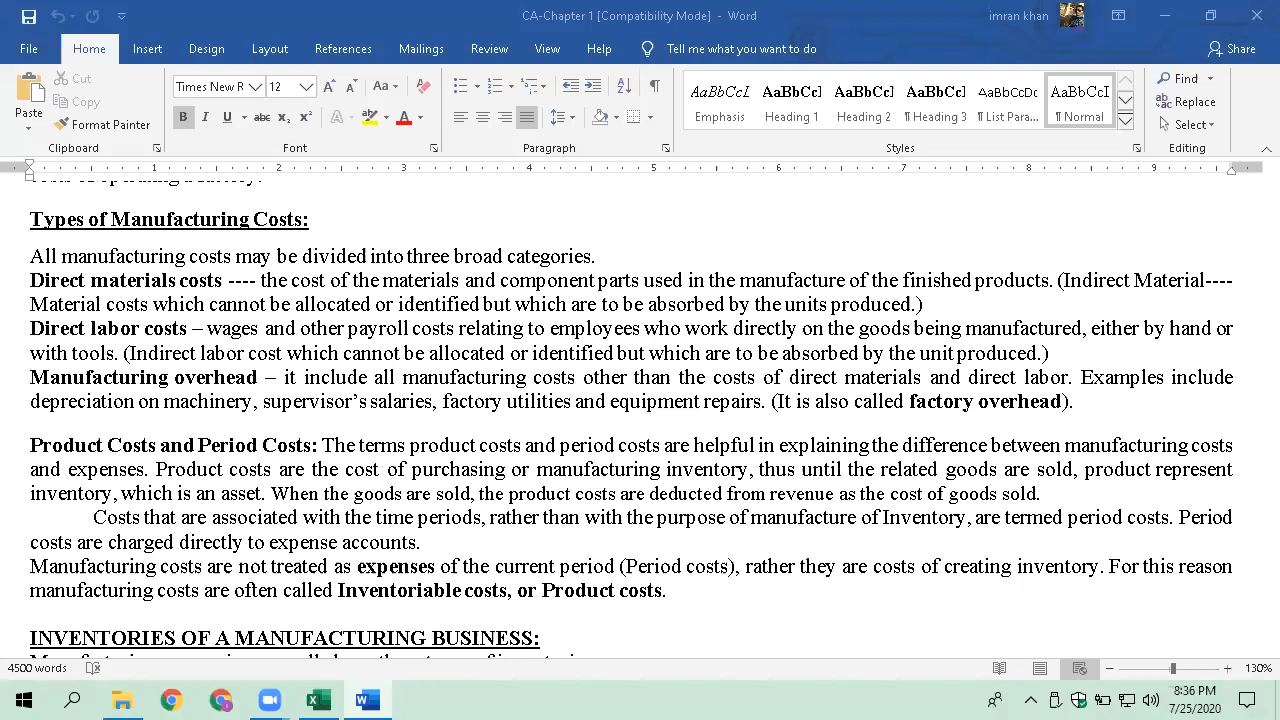 CA-Chapter 1 [Compatibility Mode] - Word
imran khan
File Home Insert Design Layout References Mailings Review View Help Tell me what you want to do Share
Paste
Cut
Copy
Format Painter
Clipboard
Times New R 12
Font
Paragraph
AaBbCcI AaBbCc] AaBbCc] AaBbCc] AaBbCcDc AaBbCcI
Emphasis Heading 1 Heading 2 ¶ Heading 3 ¶ List Para... ¶ Normal
Styles
Find
Replace
Select
Editing
1 2 3 4 5 6 7 8 9
Types of Manufacturing Costs:
All manufacturing costs may be divided into three broad categories.
Direct materials costs ---- the cost of the materials and component parts used in the manufacture of the finished products. (Indirect Material----
Material costs which cannot be allocated or identified but which are to be absorbed by the units produced.)
Direct labor costs – wages and other payroll costs relating to employees who work directly on the goods being manufactured, either by hand or
with tools. (Indirect labor cost which cannot be allocated or identified but which are to be absorbed by the unit produced.)
Manufacturing overhead – it include all manufacturing costs other than the costs of direct materials and direct labor. Examples include
depreciation on machinery, supervisor's salaries, factory utilities and equipment repairs. (It is also called factory overhead).
Product Costs and Period Costs: The terms product costs and period costs are helpful in explaining the difference between manufacturing costs
and expenses. Product costs are the cost of purchasing or manufacturing inventory, thus until the related goods are sold, product represent
inventory, which is an asset. When the goods are sold, the product costs are deducted from revenue as the cost of goods sold.
Costs that are associated with the time periods, rather than with the purpose of manufacture of Inventory, are termed period costs. Period
costs are charged directly to expense accounts.
Manufacturing costs are not treated as expenses of the current period (Period costs), rather they are costs of creating inventory. For this reason
manufacturing costs are often called Inventoriable costs, or Product costs.
INVENTORIES OF A MANUFACTURING BUSINESS:
4500 words
130%
8:36 PM
7/25/2020